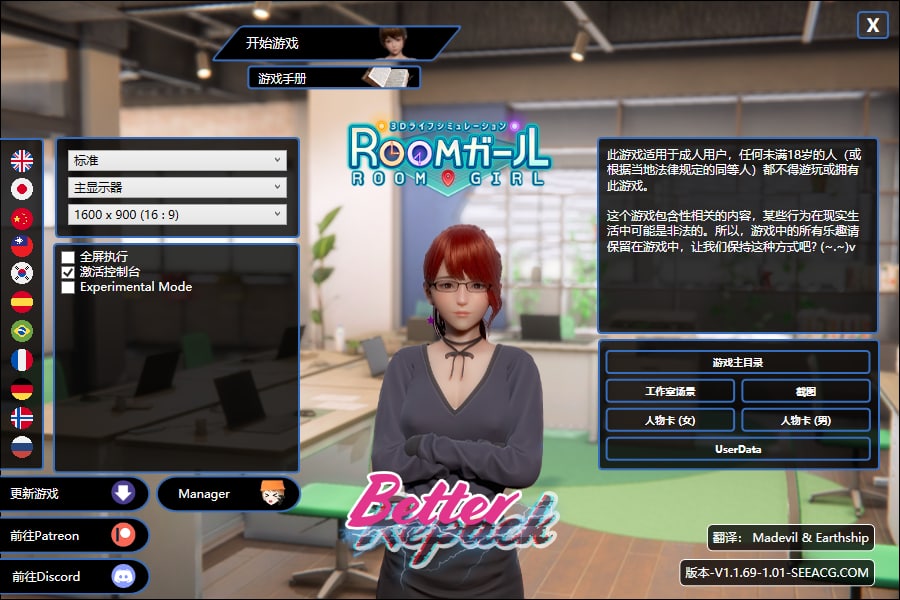 开始游戏
X
游戏手册
3Dライフシミュレーション
ROOMガール
ROOM GIRL
标准
主显示器
1600 x 900 (16 : 9)
全屏执行
激活控制台
Experimental Mode
此游戏适用于成人用户，任何未满18岁的人（或
根据当地法律规定的同等人）都不得遊玩或拥有
此游戏。
这个游戏包含性相关的内容，某些行为在现实生
活中可能是非法的。所以，游戏中的所有乐趣请
保留在游戏中，让我们保持这种方式吧? (~.~)v
游戏主目录
工作室场景
截图
人物卡 (女)
人物卡 (男)
UserData
更新游戏
Manager
前往Patreon
前往Discord
Better
Repack
翻译： Madevil & Earthship
版本-V1.1.69-1.01-SEEACG.COM